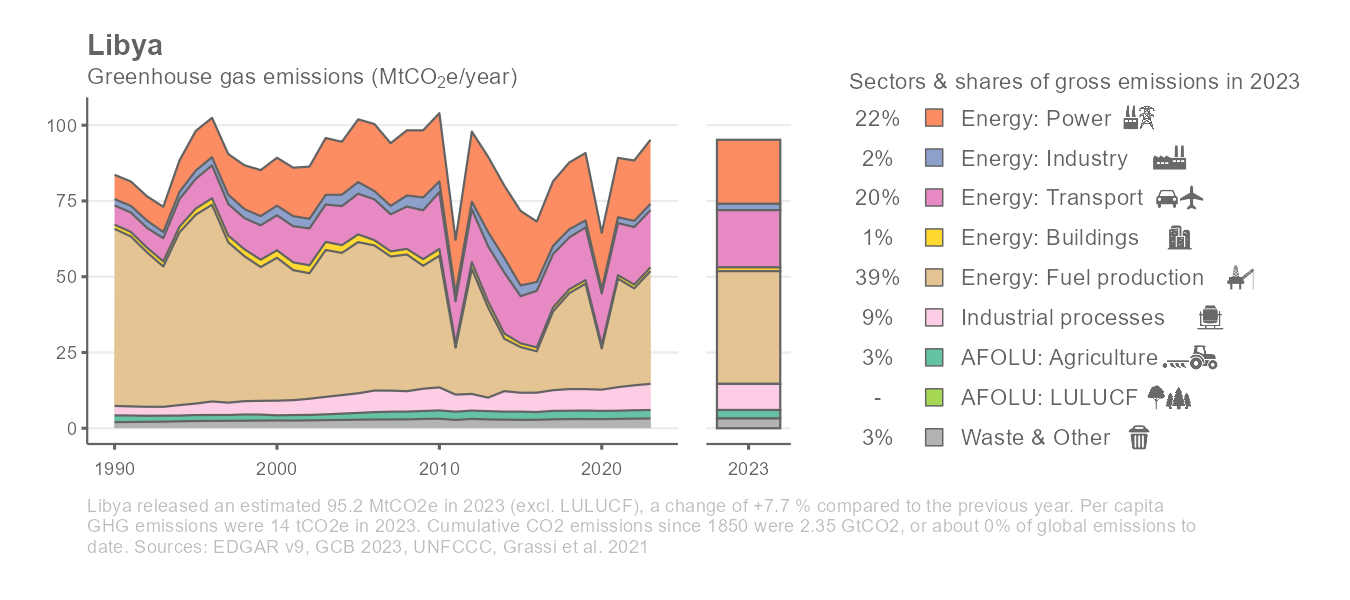 Libya
Greenhouse gas emissions (MtCO₂e/year)
Sectors & shares of gross emissions in 2023
100
75
50
25
0
1990
2000
2010
2020
2023
22% Energy: Power
2% Energy: Industry
20% Energy: Transport
1% Energy: Buildings
39% Energy: Fuel production
9% Industrial processes
3% AFOLU: Agriculture
- AFOLU: LULUCF
3% Waste & Other
Libya released an estimated 95.2 MtCO2e in 2023 (excl. LULUCF), a change of +7.7 % compared to the previous year. Per capita
GHG emissions were 14 tCO2e in 2023. Cumulative CO2 emissions since 1850 were 2.35 GtCO2, or about 0% of global emissions to
date. Sources: EDGAR v9, GCB 2023, UNFCCC, Grassi et al. 2021